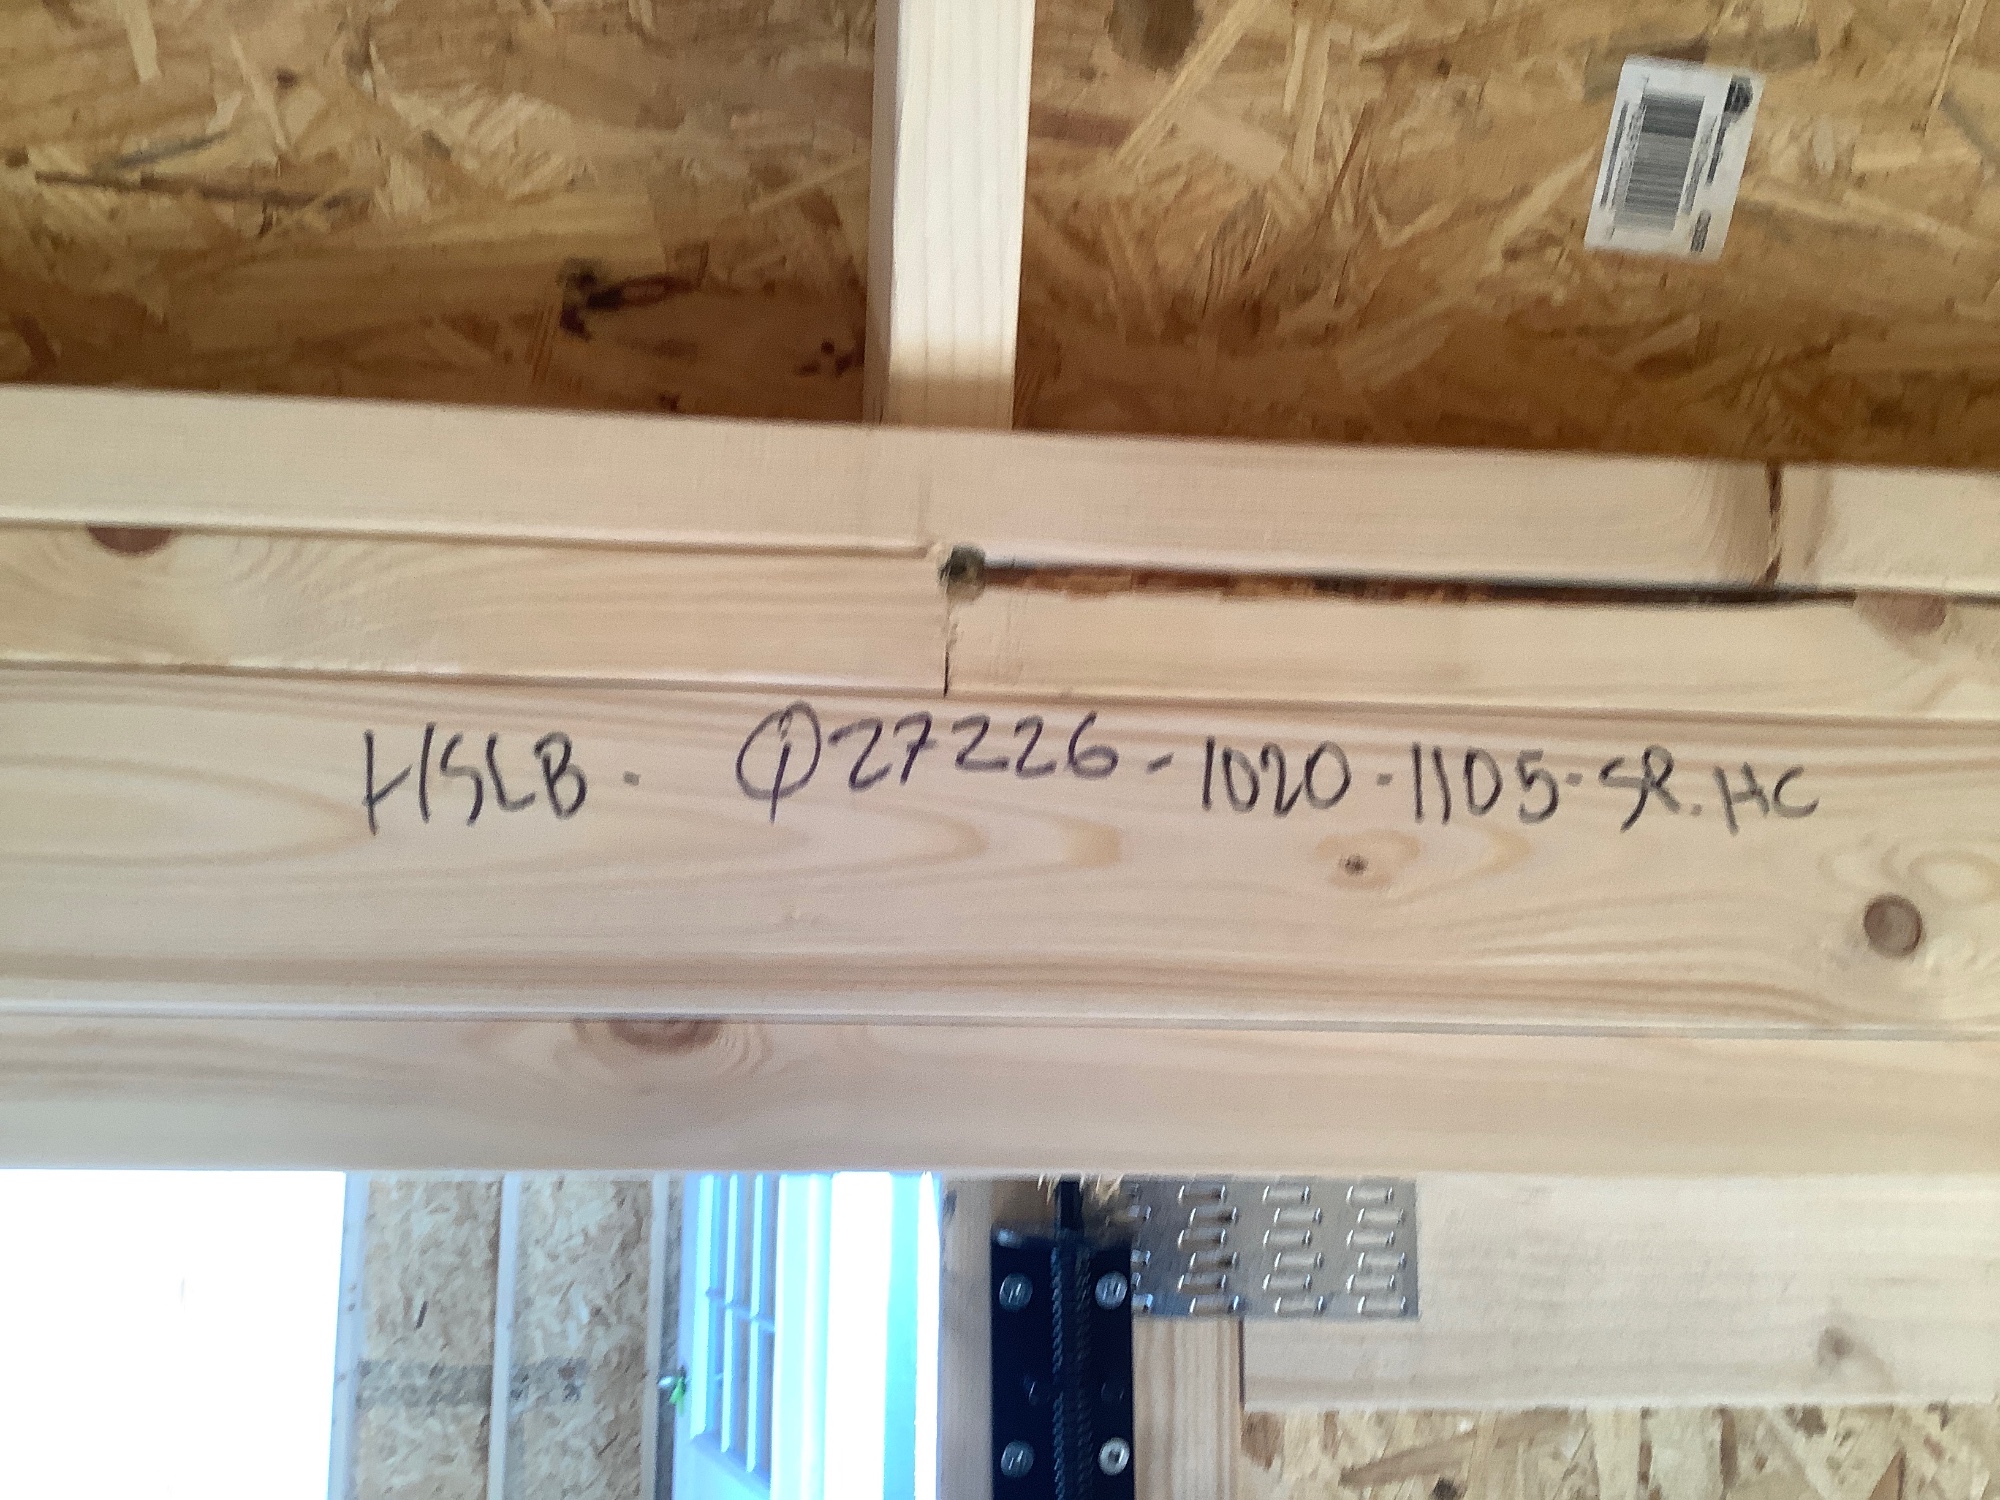 HSLB - Φ27226-1020-1105-SR.HC